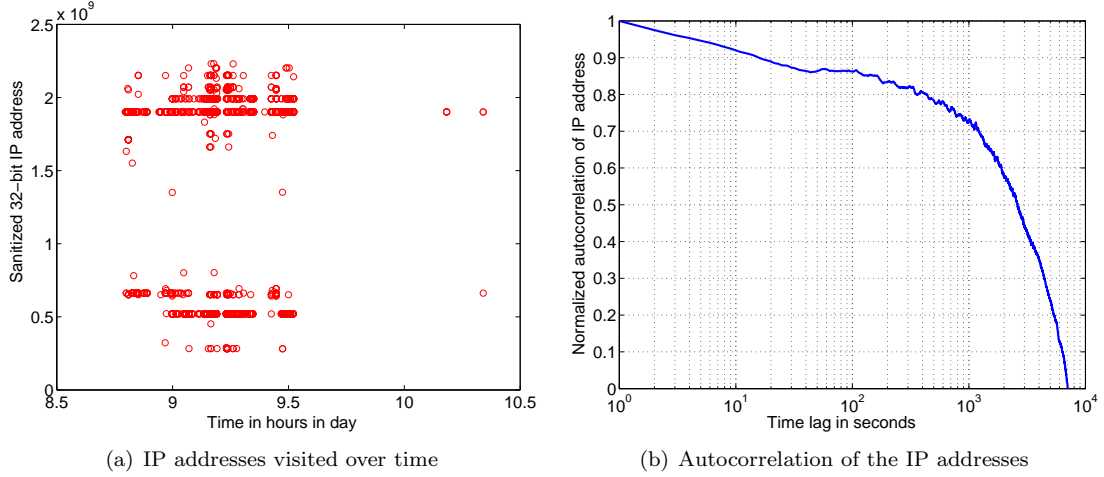 x 10^9
2.5
2
1.5
1
0.5
0
8.5 9 9.5 10 10.5
Sanitized 32-bit IP address
Time in hours in day
(a) IP addresses visited over time
1
0.9
0.8
0.7
0.6
0.5
0.4
0.3
0.2
0.1
0
10^0 10^1 10^2 10^3 10^4
Normalized autocorrelation of IP address
Time lag in seconds
(b) Autocorrelation of the IP addresses